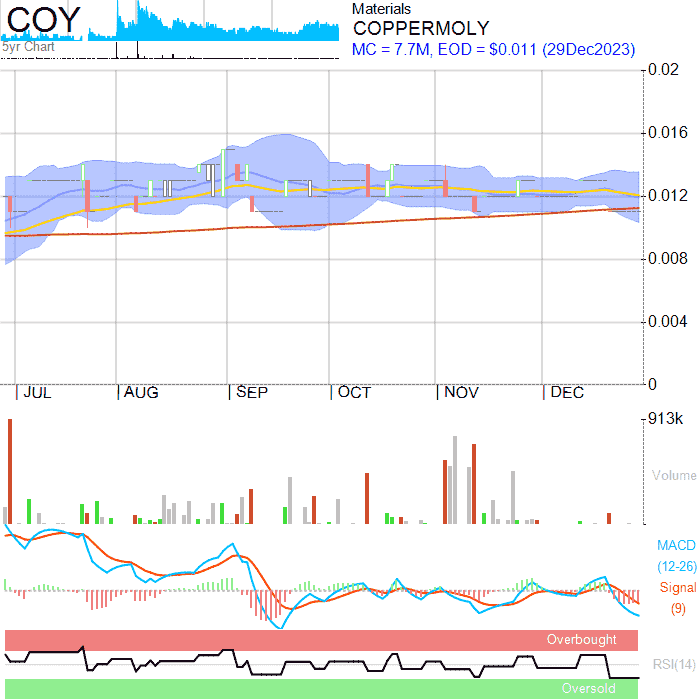 COY
5yr Chart
Materials
COPPERMOLY
MC = 7.7M, EOD = $0.011 (29Dec2023)
0.02
0.016
0.012
0.008
0.004
0
JUL
AUG
SEP
OCT
NOV
DEC
913k
Volume
MACD
(12-26)
Signal
(9)
Overbought
RSI(14)
Oversold